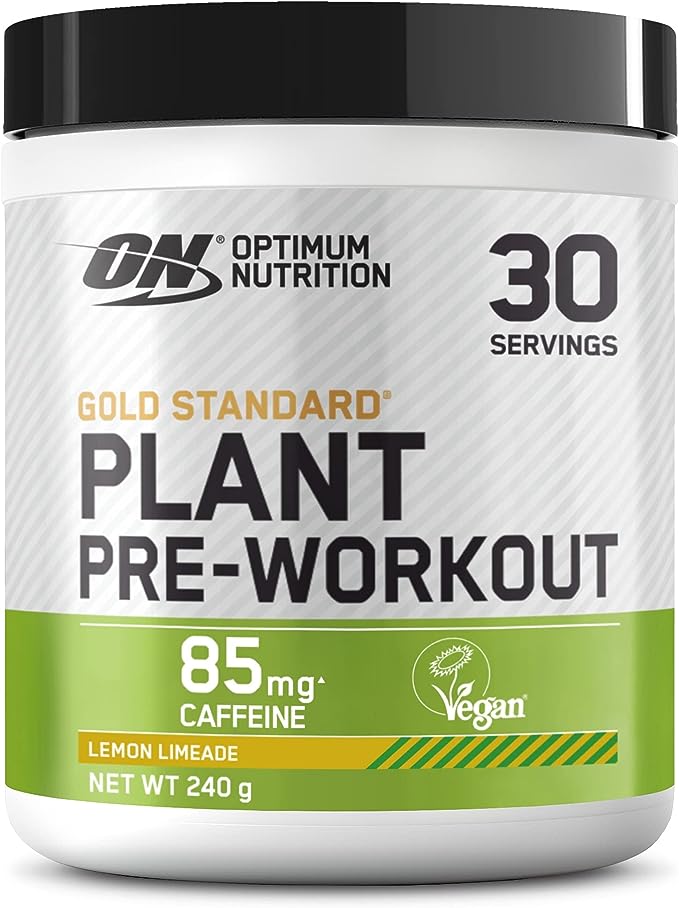 ON® OPTIMUM
NUTRITION
30
SERVINGS
GOLD STANDARD®
PLANT
PRE-WORKOUT
85mg▲
CAFFEINE
Vegan®
LEMON LIMEADE
NET WT 240 g